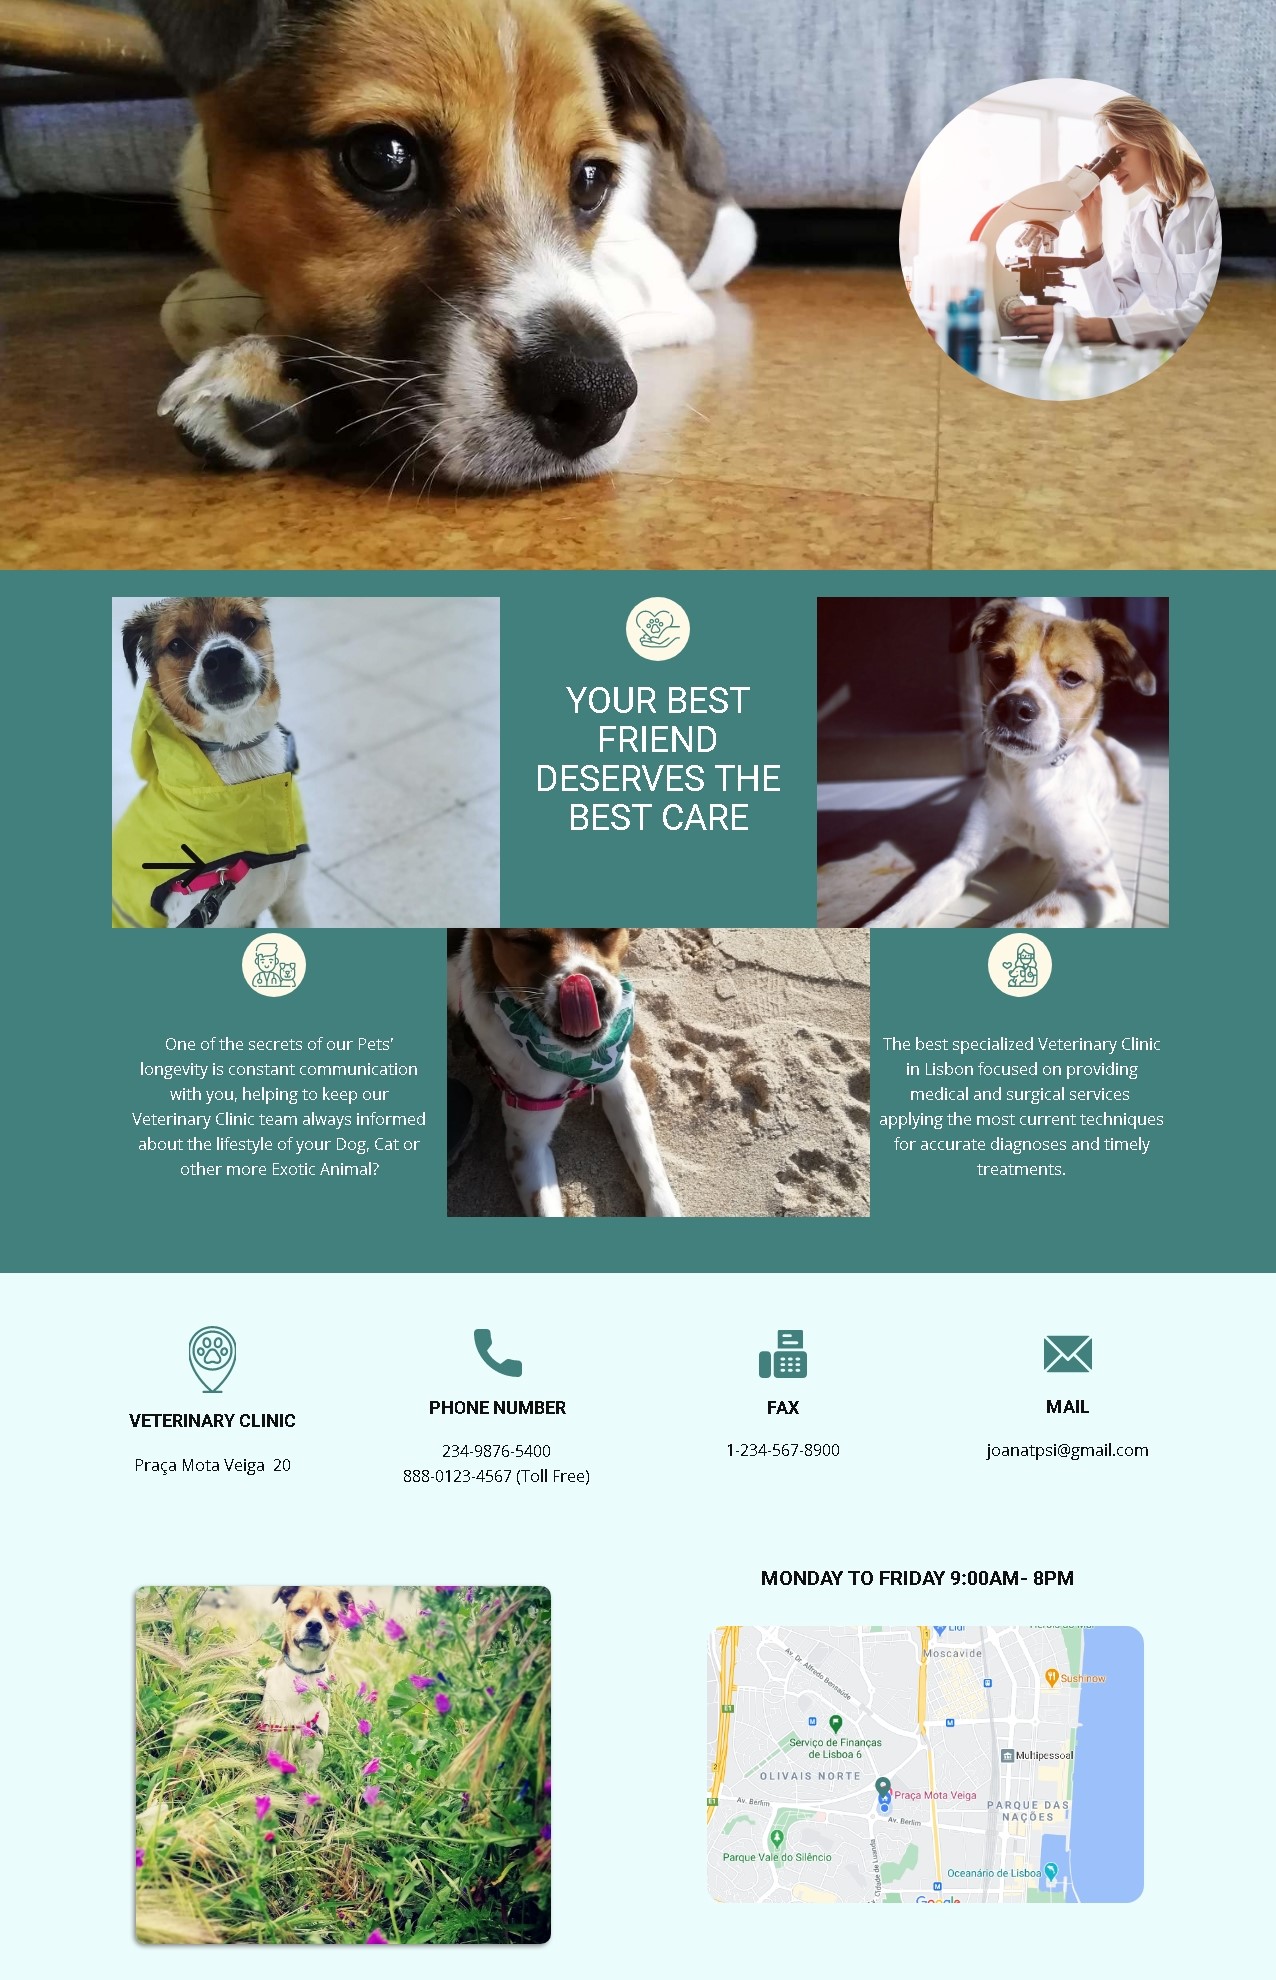 YOUR BEST
FRIEND
DESERVES THE
BEST CARE
One of the secrets of our Pets'
longevity is constant communication
with you, helping to keep our
Veterinary Clinic team always informed
about the lifestyle of your Dog, Cat or
other more Exotic Animal?
The best specialized Veterinary Clinic
in Lisbon focused on providing
medical and surgical services
applying the most current techniques
for accurate diagnoses and timely
treatments.
VETERINARY CLINIC
Praça Mota Veiga  20
PHONE NUMBER
234-9876-5400
888-0123-4567 (Toll Free)
FAX
1-234-567-8900
MAIL
joanatpsi@gmail.com
MONDAY TO FRIDAY 9:00AM- 8PM
Lidl
Moscavide
Av. Dr. Alfredo Bensaúde
Sushinow
E1
M
M
Serviço de Finanças
de Lisboa 6
Multipessoal
2
OLIVAIS NORTE
Praça Mota Veiga
E1
Av. Berlim
PARQUE DAS
NAÇÕES
Av. Berlim
Parque Vale do Silêncio
Cidade de Luanda
Oceanário de Lisboa
M
Google